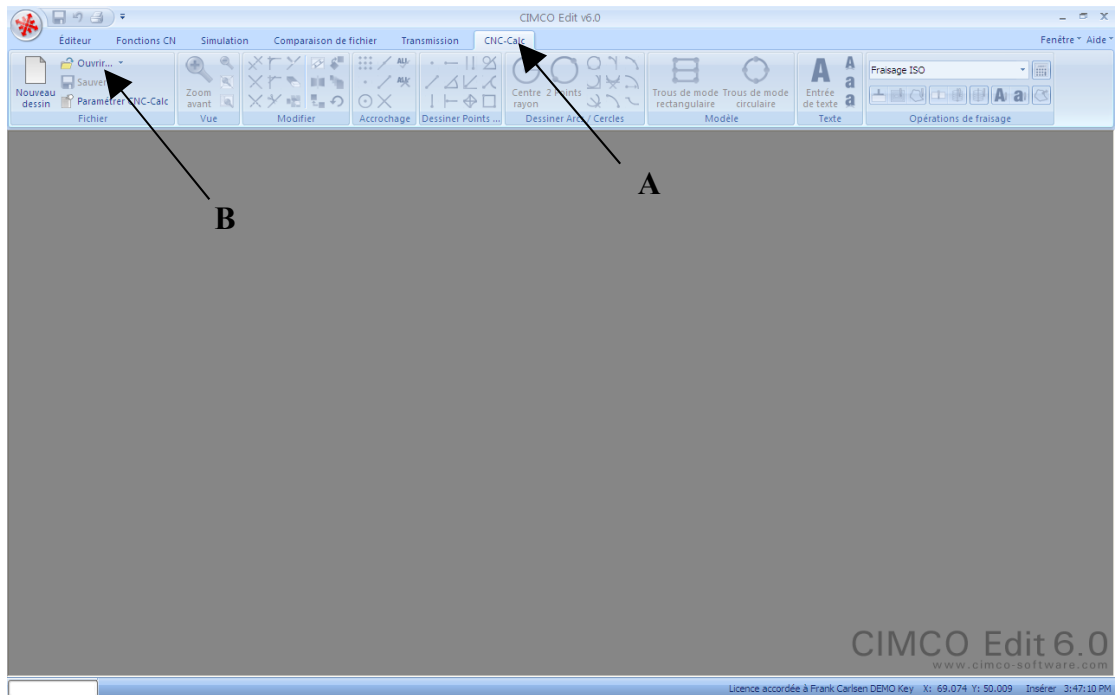 CIMCO Edit v6.0
Éditeur Fonctions CN Simulation Comparaison de fichier Transmission CNC-Calc Fenêtre Aide
Nouveau dessin
Ouvrir...
Sauver
Paramétrer CNC-Calc
Fichier
Zoom avant
Vue
Modifier
Accrochage
Dessiner Points ...
Centre rayon
2 Points
Dessiner Arcs / Cercles
Trous de mode rectangulaire
Trous de mode circulaire
Modèle
Entrée de texte
Texte
Fraisage ISO
Opérations de fraisage
A
B
CIMCO Edit 6.0
www.cimco-software.com
Licence accordée à Frank Carlsen DEMO Key X: 69.074 Y: 50.009 Insérer 3:47:10 PM